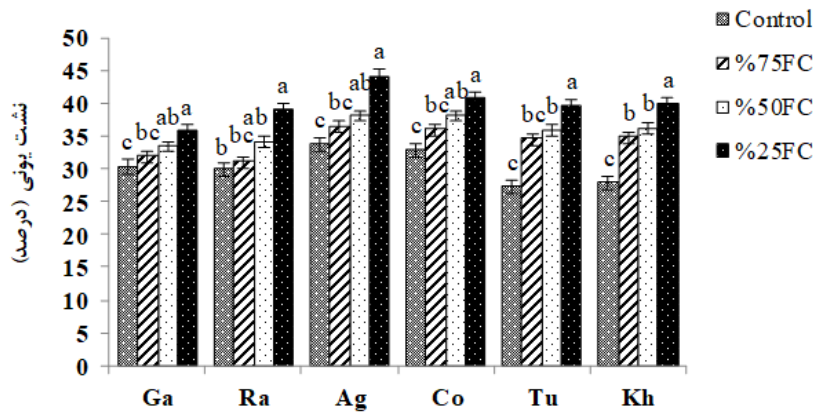 Control
%75FC
%50FC
%25FC
نشت یونی (درصد)
50
45
40
35
30
25
20
15
10
5
0
c bc ab a
b bc ab a
c bc ab a
c bc ab a
c bc b a
c b b a
Ga Ra Ag Co Tu Kh